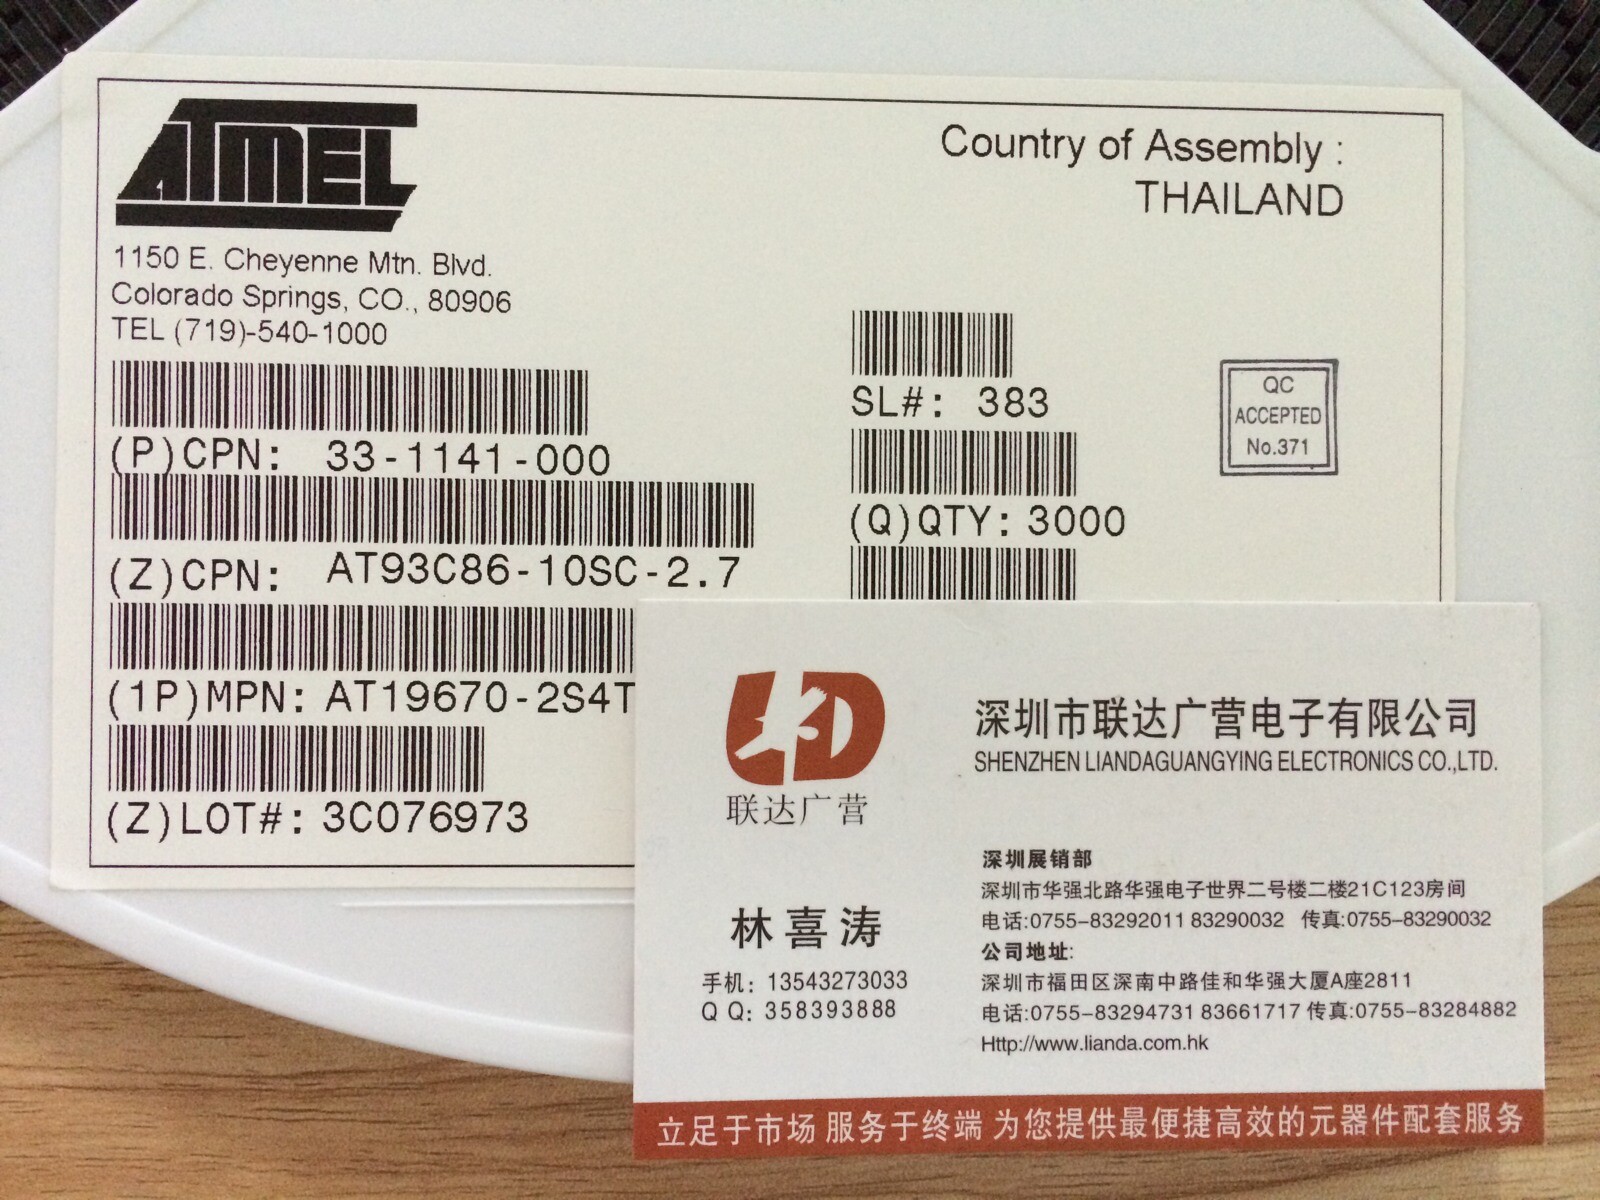 ATMEL
1150 E. Cheyenne Mtn. Blvd.
Colorado Springs, CO., 80906
TEL (719)-540-1000
Country of Assembly :
THAILAND
(P)CPN: 33-1141-000
(Z)CPN: AT93C86-10SC-2.7
(1P)MPN: AT19670-2S4T
(Z)LOT#: 3C076973
SL#: 383
(Q)QTY: 3000
QC
ACCEPTED
No.371
LD
联达广营
深圳市联达广营电子有限公司
SHENZHEN LIANDAGUANGYING ELECTRONICS CO.,LTD.
林喜涛
手机: 13543273033
Q Q: 358393888
深圳展销部
深圳市华强北路华强电子世界二号楼二楼21C123房间
电话:0755-83292011 83290032 传真:0755-83290032
公司地址:
深圳市福田区深南中路佳和华强大厦A座2811
电话:0755-83294731 83661717 传真:0755-83284882
Http://www.lianda.com.hk
立足于市场 服务于终端 为您提供最便捷高效的元器件配套服务